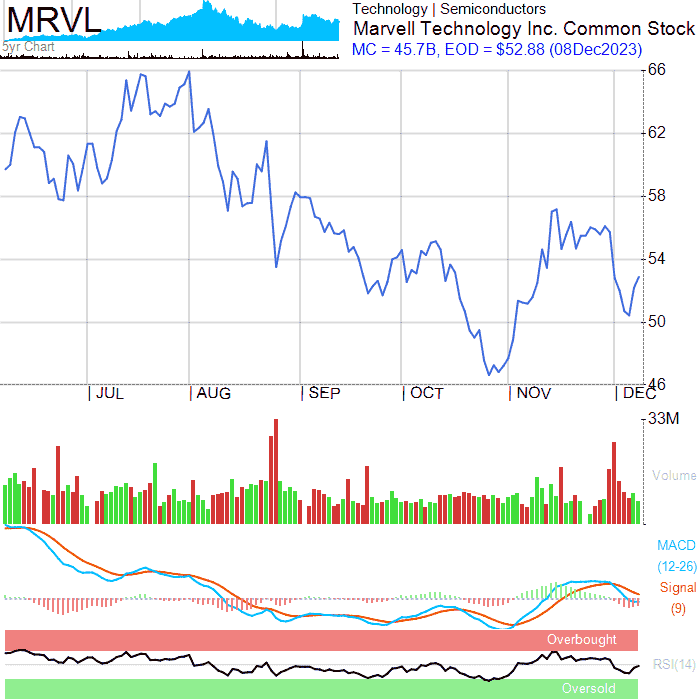 MRVL
5yr Chart
Technology | Semiconductors
Marvell Technology Inc. Common Stock
MC = 45.7B, EOD = $52.88 (08Dec2023)
66
62
58
54
50
46
JUL
AUG
SEP
OCT
NOV
DEC
33M
Volume
MACD
(12-26)
Signal
(9)
Overbought
RSI(14)
Oversold